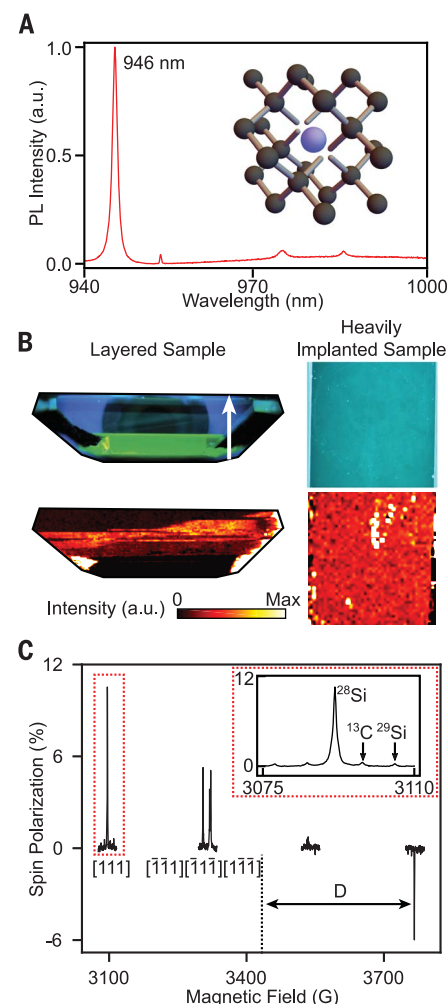 A
1.0
946 nm
PL Intensity (a.u.)
0.5
0.0
940
970
1000
Wavelength (nm)
B
Layered Sample
Heavily
Implanted Sample
Intensity (a.u.)
0
Max
C
12
6
0
-6
Spin Polarization (%)
12
0
3075
3110
²⁸Si
¹³C ²⁹Si
[111] [1̅1̅1][1̅11̅][11̅1̅]
D
3100
3400
3700
Magnetic Field (G)